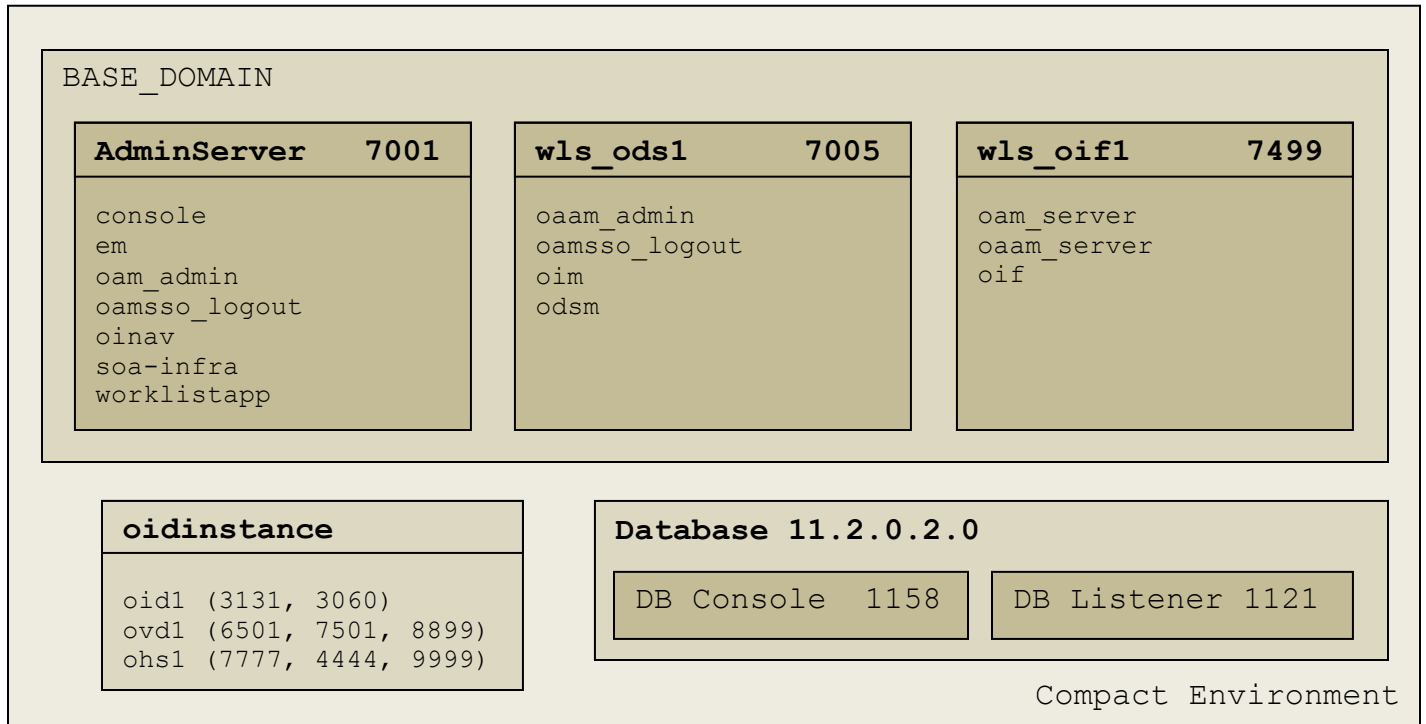 BASE_DOMAIN
AdminServer 7001
console
em
oam_admin
oamsso_logout
oinav
soa-infra
worklistapp
wls_ods1 7005
oaam_admin
oamsso_logout
oim
odsm
wls_oif1 7499
oam_server
oaam_server
oif
oidinstance
oid1 (3131, 3060)
ovd1 (6501, 7501, 8899)
ohs1 (7777, 4444, 9999)
Database 11.2.0.2.0
DB Console 1158
DB Listener 1121
Compact Environment